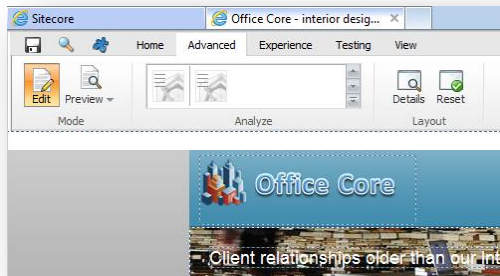 Sitecore
Office Core - interior desig...
Home Advanced Experience Testing View
Edit Preview Details Reset
Mode Analyze Layout
Office Core
Client relationships older than our Int